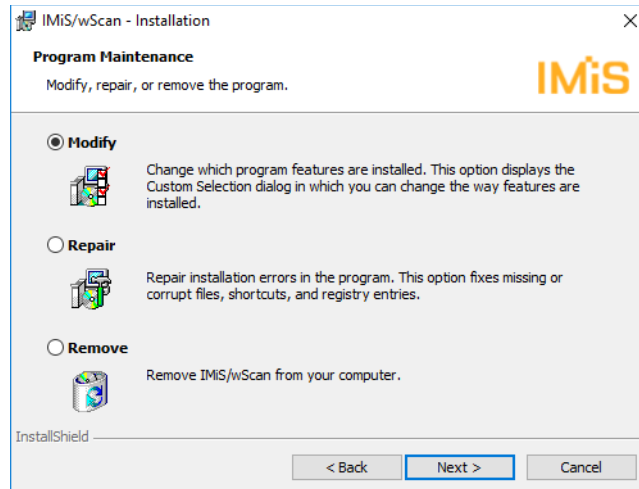 IMiS/wScan - Installation
Program Maintenance
Modify, repair, or remove the program.
IMiS
Modify
Change which program features are installed. This option displays the
Custom Selection dialog in which you can change the way features are
installed.
Repair
Repair installation errors in the program. This option fixes missing or
corrupt files, shortcuts, and registry entries.
Remove
Remove IMiS/wScan from your computer.
InstallShield
< Back
Next >
Cancel